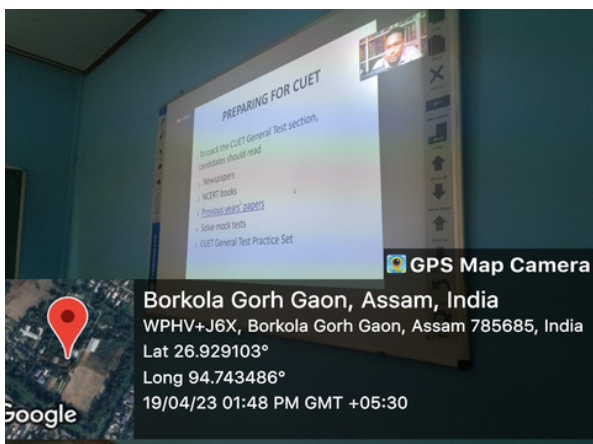 PREPARING FOR CUET
To crack the CUET General Test section,
candidates should read
Newspapers
NCERT books
Previous years' papers
Solve mock tests
CUET General Test Practice Set
GPS Map Camera
Borkola Gorh Gaon, Assam, India
WPHV+J6X, Borkola Gorh Gaon, Assam 785685, India
Lat 26.929103°
Long 94.743486°
19/04/23 01:48 PM GMT +05:30
Google